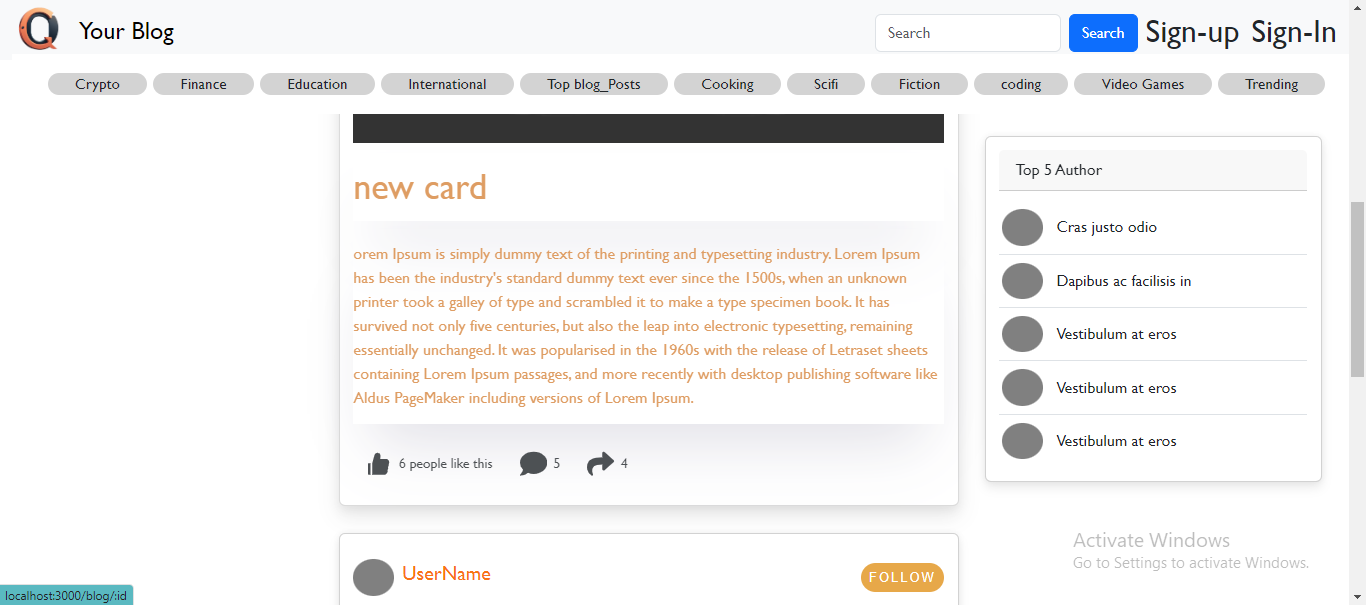 Your Blog
Search
Search
Sign-up Sign-In
Crypto
Finance
Education
International
Top blog_Posts
Cooking
Scifi
Fiction
coding
Video Games
Trending
new card
orem Ipsum is simply dummy text of the printing and typesetting industry. Lorem Ipsum
has been the industry's standard dummy text ever since the 1500s, when an unknown
printer took a galley of type and scrambled it to make a type specimen book. It has
survived not only five centuries, but also the leap into electronic typesetting, remaining
essentially unchanged. It was popularised in the 1960s with the release of Letraset sheets
containing Lorem Ipsum passages, and more recently with desktop publishing software like
Aldus PageMaker including versions of Lorem Ipsum.
6 people like this
5
4
UserName
FOLLOW
Top 5 Author
Cras justo odio
Dapibus ac facilisis in
Vestibulum at eros
Vestibulum at eros
Vestibulum at eros
Activate Windows
Go to Settings to activate Windows.
localhost:3000/blog/:id